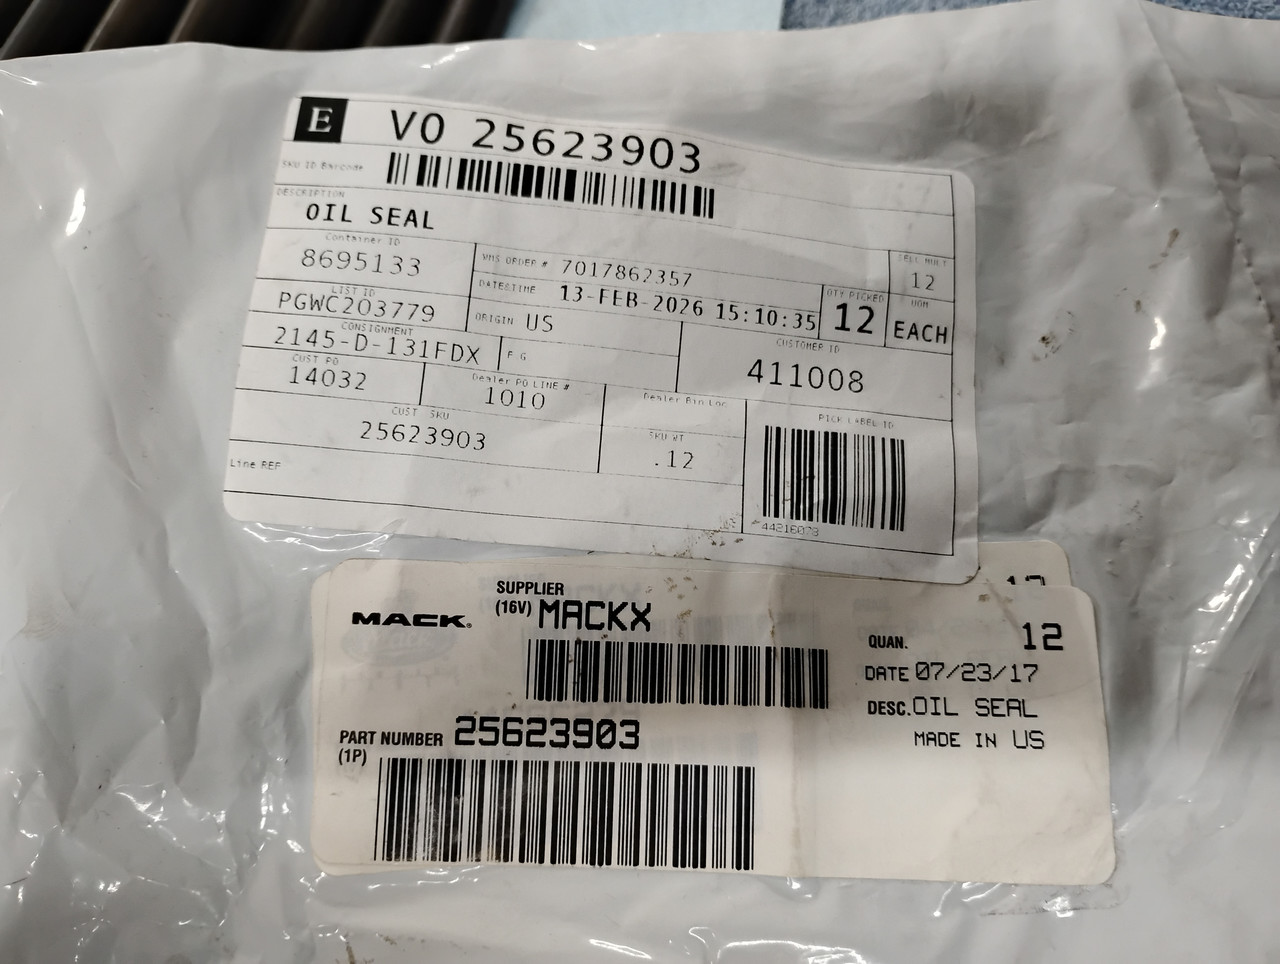 E
VO 25623903
SKU ID Barcode
DESCRIPTION
OIL SEAL
Container ID
8695133
VMS ORDER # 7017862357
SELL MULT
12
LIST ID
PGWC203779
DATE&TIME 13-FEB-2026 15:10:35
QTY PICKED
12
UOM
EACH
ORIGIN US
CONSIGNMENT
2145-D-131FDX
P G
CUSTOMER ID
411008
CUST PO
14032
Dealer PO LINE #
1010
Dealer Bin Loc
PICK LABEL ID
CUST SKU
25623903
SKU WT
.12
Line REF
12
MACK®
SUPPLIER
(16V) MACKX
QUAN. 12
DATE 07/23/17
DESC. OIL SEAL
MADE IN US
PART NUMBER 25623903
(1P)